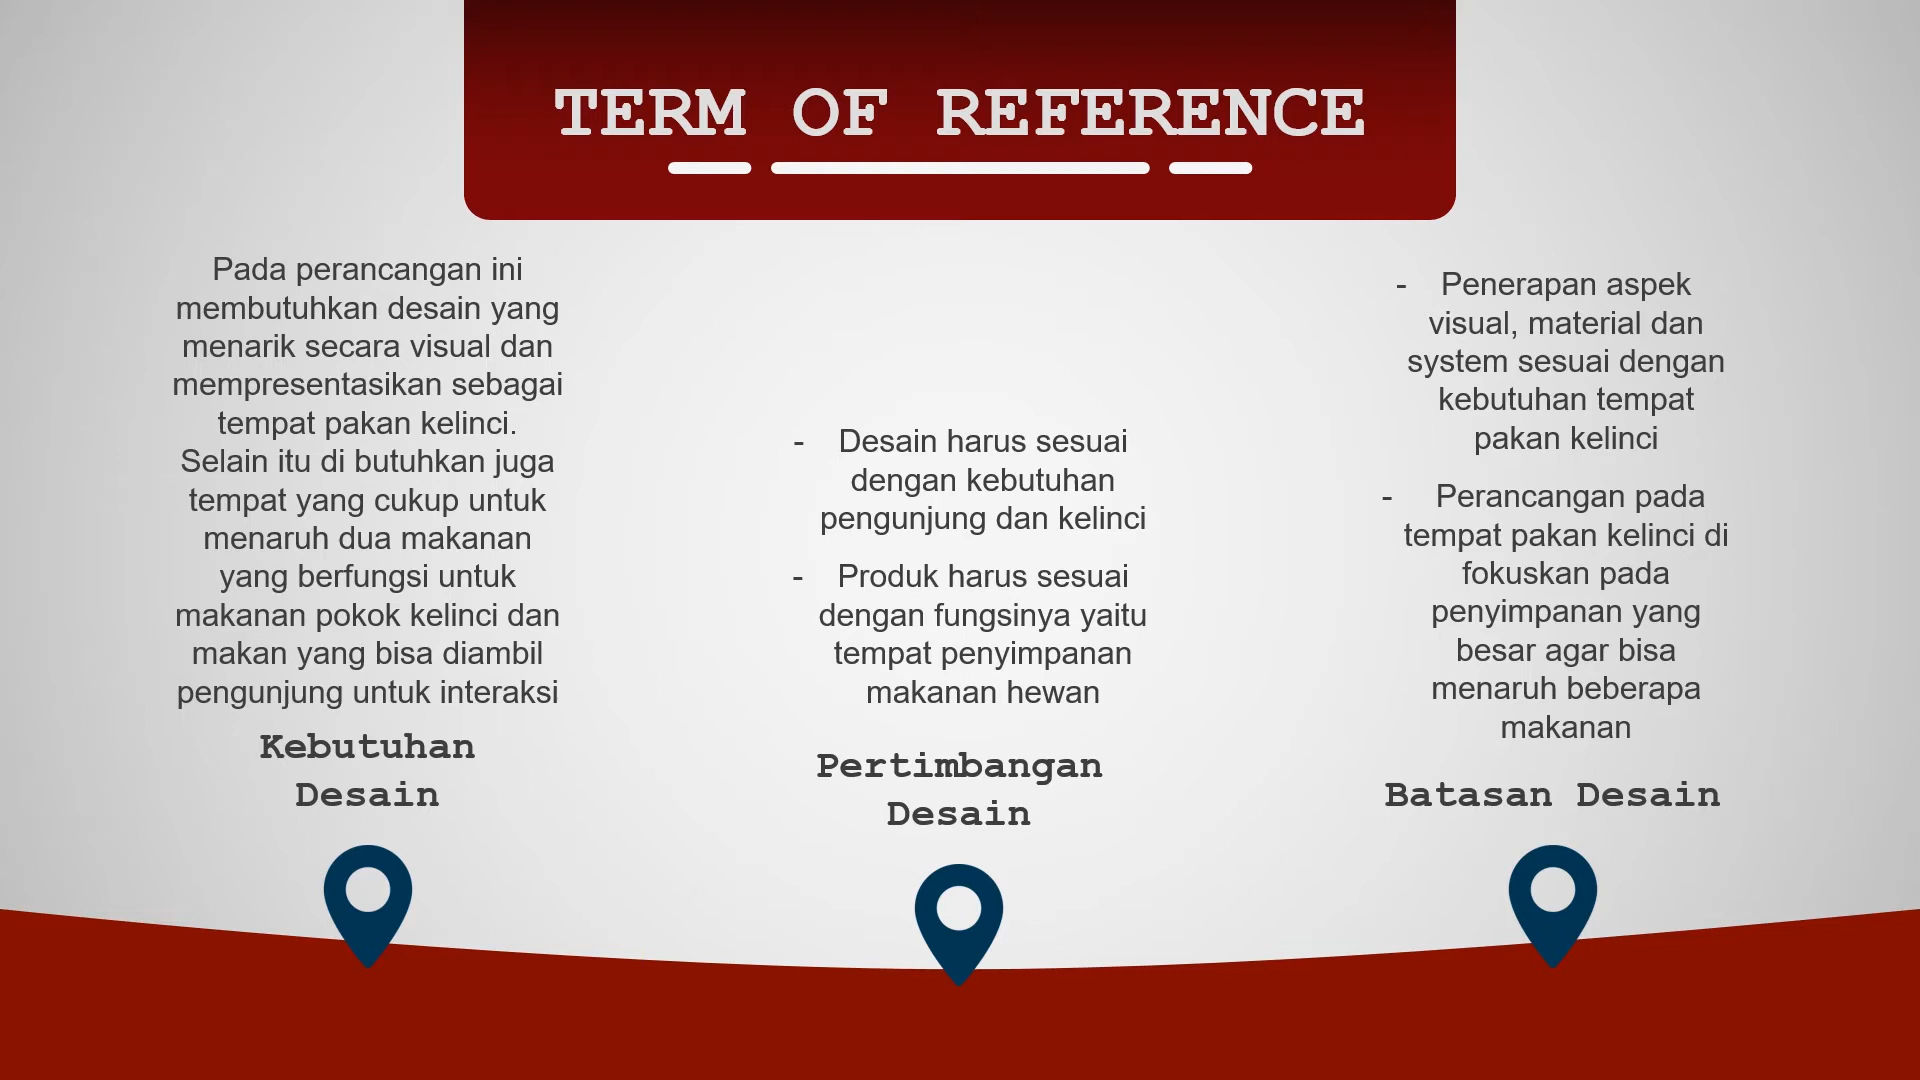 TERM OF REFERENCE
Pada perancangan ini
membutuhkan desain yang
menarik secara visual dan
mempresentasikan sebagai
tempat pakan kelinci.
Selain itu di butuhkan juga
tempat yang cukup untuk
menaruh dua makanan
yang berfungsi untuk
makanan pokok kelinci dan
makan yang bisa diambil
pengunjung untuk interaksi
Kebutuhan
Desain
- Desain harus sesuai
dengan kebutuhan
pengunjung dan kelinci
- Produk harus sesuai
dengan fungsinya yaitu
tempat penyimpanan
makanan hewan
Pertimbangan
Desain
- Penerapan aspek
visual, material dan
system sesuai dengan
kebutuhan tempat
pakan kelinci
- Perancangan pada
tempat pakan kelinci di
fokuskan pada
penyimpanan yang
besar agar bisa
menaruh beberapa
makanan
Batasan Desain